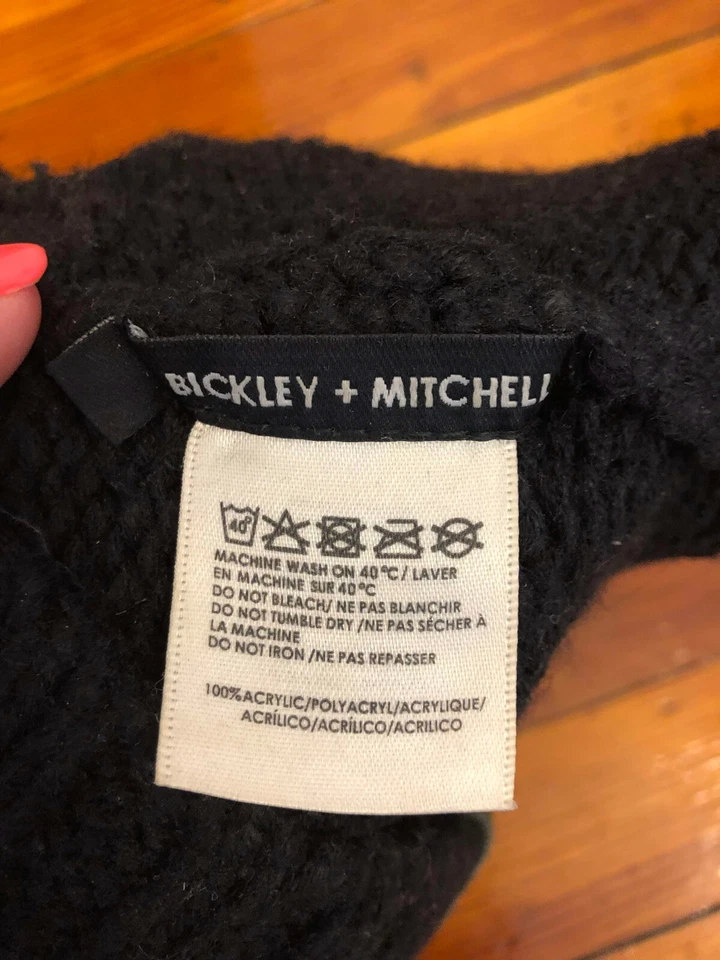 BICKLEY + MITCHELL
40°
MACHINE WASH ON 40°C/ LAVER
EN MACHINE SUR 40°C
DO NOT BLEACH/ NE PAS BLANCHIR
DO NOT TUMBLE DRY /NE PAS SÉCHER À
LA MACHINE
DO NOT IRON /NE PAS REPASSER
100%ACRYLIC/POLYACRYL/ACRYLIQUE/
ACRÍLICO/ACRÍLICO/ACRILICO